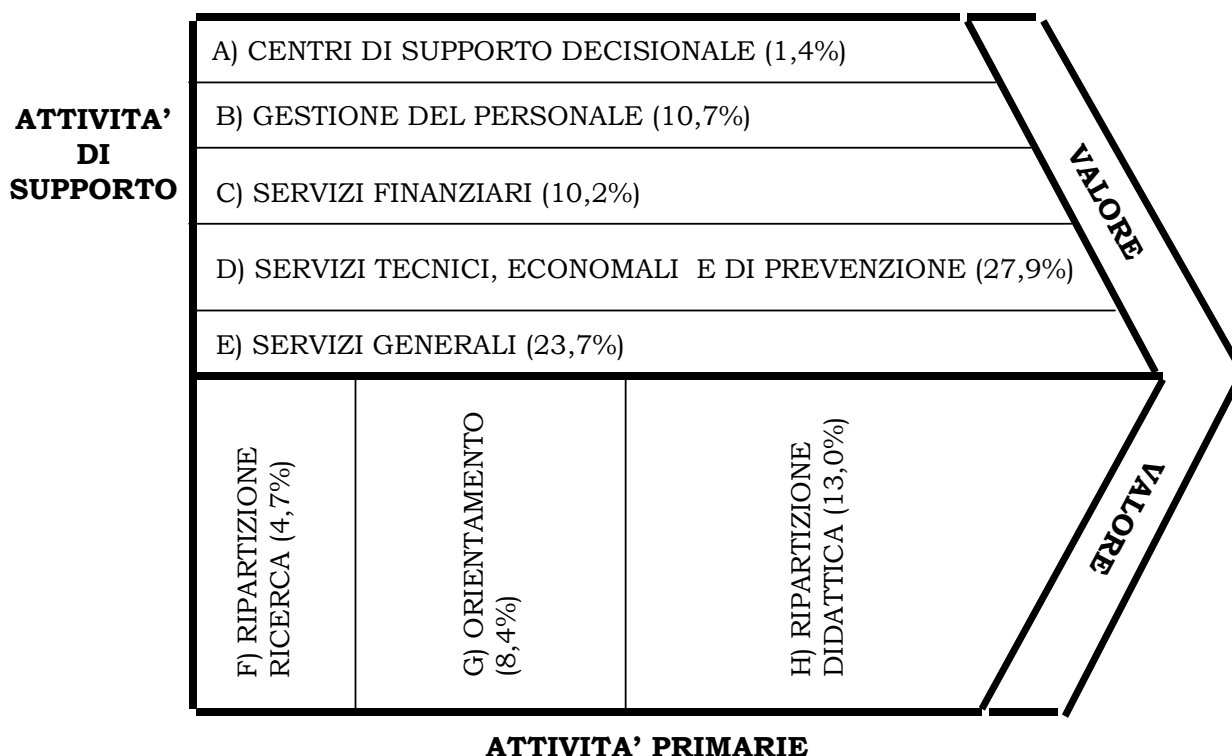 A) CENTRI DI SUPPORTO DECISIONALE (1,4%)
ATTIVITA’
DI
SUPPORTO
B) GESTIONE DEL PERSONALE (10,7%)
C) SERVIZI FINANZIARI (10,2%)
D) SERVIZI TECNICI, ECONOMALI E DI PREVENZIONE (27,9%)
E) SERVIZI GENERALI (23,7%)
VALORE
F) RIPARTIZIONE
RICERCA (4,7%)
G) ORIENTAMENTO
(8,4%)
H) RIPARTIZIONE
DIDATTICA (13,0%)
VALORE
ATTIVITA’ PRIMARIE